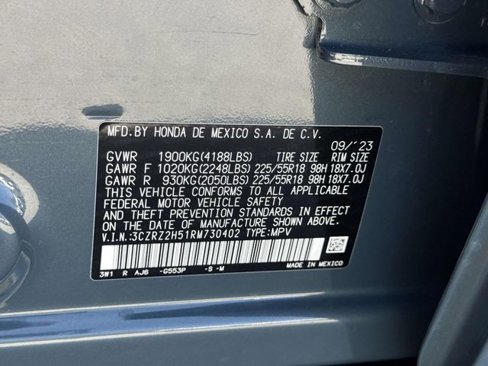 MFD.BY HONDA DE MEXICO S.A. DE C.V. 09/'23
GVWR 1900KG(4188LBS) TIRE SIZE RIM SIZE
GAWR F 1020KG(2248LBS) 225/55R18 98H 18X7.0J
GAWR R 930KG(2050LBS) 225/55R18 98H 18X7.0J
THIS VEHICLE CONFORMS TO ALL APPLICABLE
FEDERAL MOTOR VEHICLE SAFETY
AND THEFT PREVENTION STANDARDS IN EFFECT
ON THE DATE OF MANUFACTURE SHOWN ABOVE.
V.I.N.:3CZRZ2H51RM730402 TYPE:MPV
3W1 R AJ6 -G553P -S-M
MADE IN MEXICO